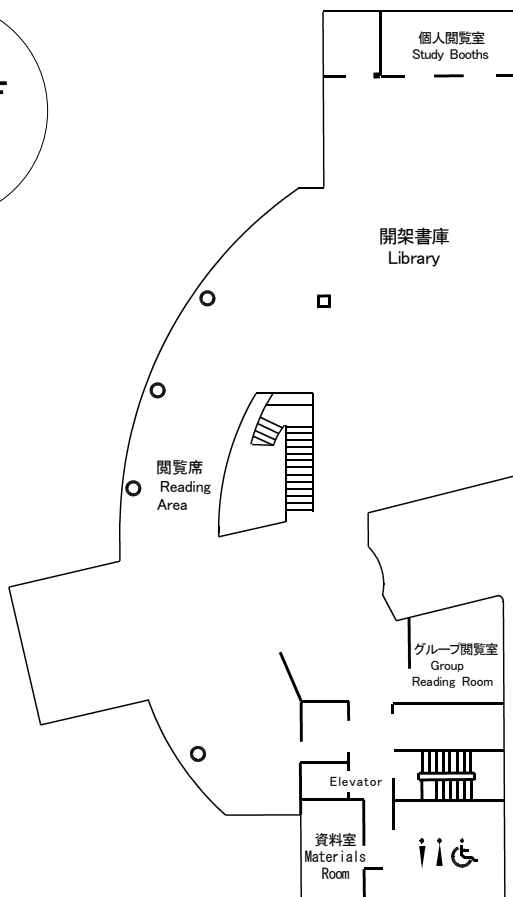 個人閲覧室
Study Booths
開架書庫
Library
閲覧席
Reading
Area
グループ閲覧室
Group
Reading Room
Elevator
資料室
Materials
Room